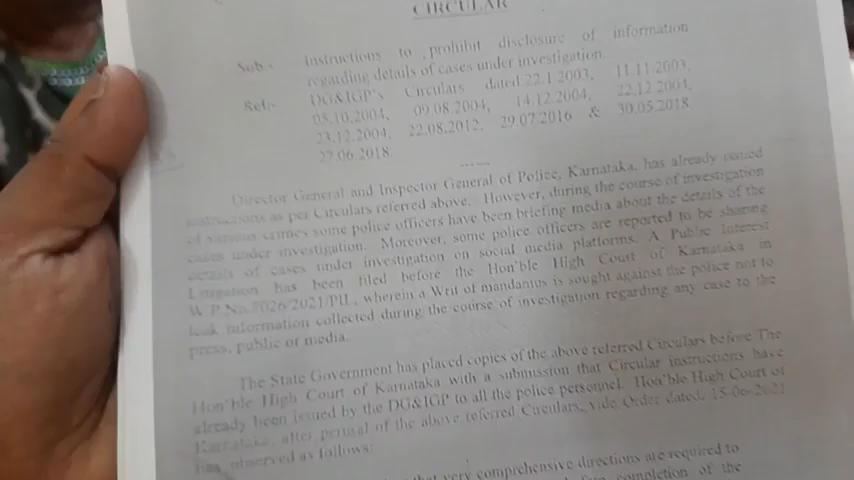 CIRCULAR
Sub:- Instructions to prohibit disclosure of information
regarding details of cases under investigation.
Ref:- DG&IGP's Circulars dated 22.1.2003, 11.11.2003,
05.10.2004, 09.08.2004, 14.12.2004, 22.12.2004,
23.12.2004, 22.08.2012, 29.07.2016 & 30.05.2018,
27.06.2018.
-----
Director General and Inspector General of Police, Karnataka, has already issued
instructions as per Circulars referred above. However, during the course of investigation
of various crimes some police officers have been briefing media about the details of the
cases under investigation. Moreover, some police officers are reported to be sharing
details of cases under investigation on social media platforms. A Public Interest
Litigation has been filed before the Hon'ble High Court of Karnataka in
W.P.No.7026/2021/PIL, wherein a Writ of mandamus is sought against the police not to
leak information collected during the course of investigation regarding any case to the
press, public or media.
The State Government has placed copies of the above referred Circulars before The
Hon'ble High Court of Karnataka with a submission that Circular instructions have
already been issued by the DG&IGP to all the police personnel. Hon'ble High Court of
Karnataka, after perusal of the above referred Circulars, vide Order dated: 15-06-2021
has observed as follows:
that very comprehensive directions are required to
completion of the